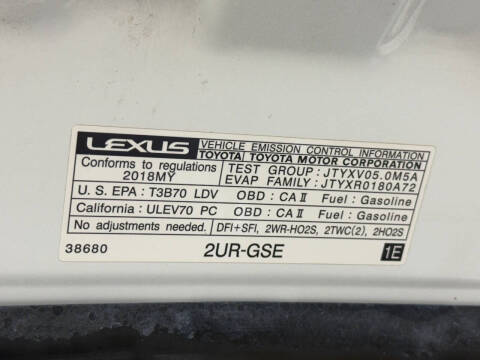 LEXUS VEHICLE EMISSION CONTROL INFORMATION
TOYOTA TOYOTA MOTOR CORPORATION
Conforms to regulations TEST GROUP : JTYXV05.0M5A
2018MY EVAP FAMILY : JTYXR0180A72
U.S. EPA : T3B70 LDV OBD : CA II Fuel : Gasoline
California : ULEV70 PC OBD : CA II Fuel : Gasoline
No adjustments needed. DFI+SFI, 2WR-HO2S, 2TWC(2), 2HO2S
38680 2UR-GSE 1E